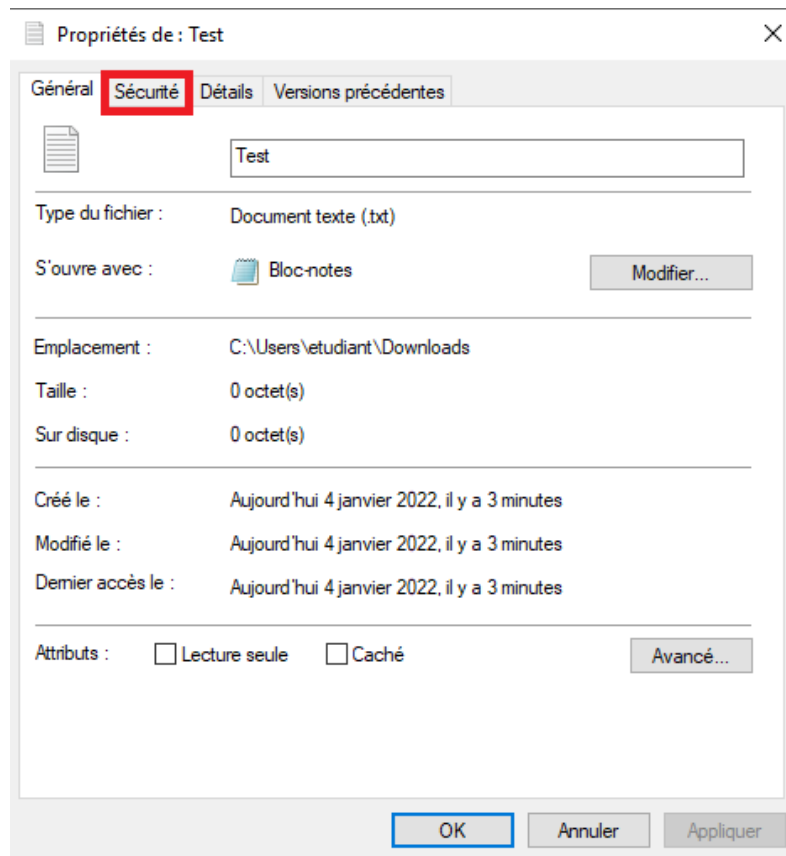 Propriétés de : Test
Général Sécurité Détails Versions précédentes
Test
Type du fichier : Document texte (.txt)
S'ouvre avec : Bloc-notes Modifier...
Emplacement : C:\Users\etudiant\Downloads
Taille : 0 octet(s)
Sur disque : 0 octet(s)
Créé le : Aujourd'hui 4 janvier 2022, il y a 3 minutes
Modifié le : Aujourd'hui 4 janvier 2022, il y a 3 minutes
Dernier accès le : Aujourd'hui 4 janvier 2022, il y a 3 minutes
Attributs : Lecture seule Caché Avancé...
OK Annuler Appliquer